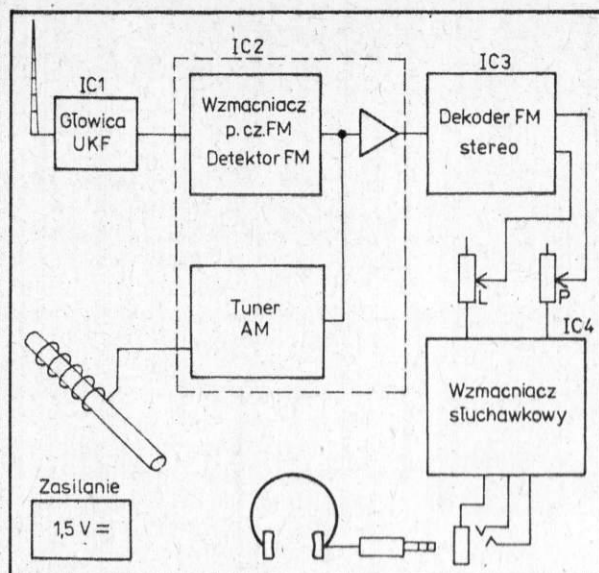 IC1
Głowica
UKF
IC2
Wzmacniacz
p.cz.FM
Detektor FM
Tuner
AM
IC3
Dekoder FM
stereo
L
P
IC4
Wzmacniacz
słuchawkowy
Zasilanie
1,5 V =